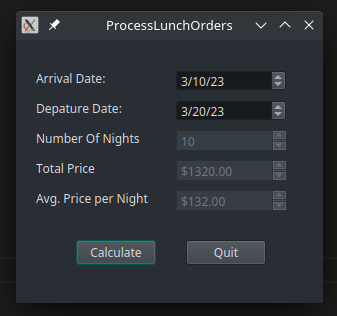 ProcessLunchOrders
Arrival Date: 3/10/23
Depature Date: 3/20/23
Number Of Nights 10
Total Price $1320.00
Avg. Price per Night $132.00
Calculate Quit